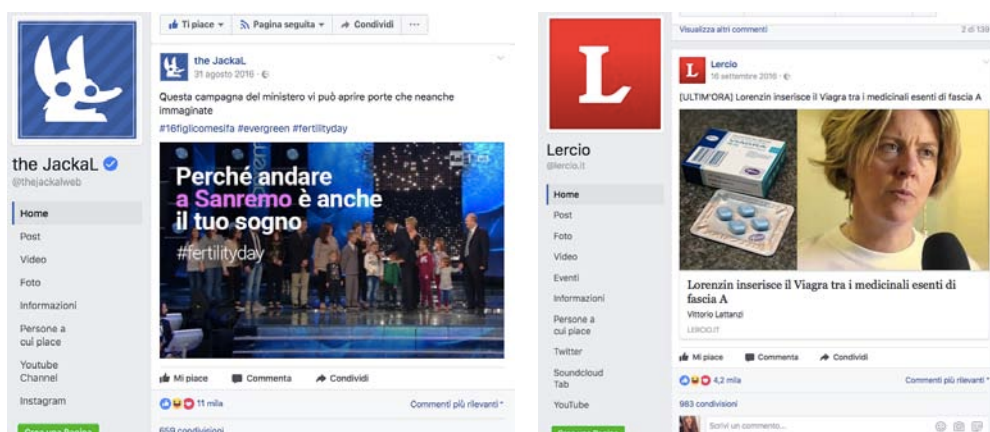 Ti piace
Pagina seguita
Condividi
the JackaL
31 agosto 2016
Questa campagna del ministero vi può aprire porte che neanche
immaginate
#16figlicomesifa #evergreen #fertilityday
Perché andare
a Sanremo è anche
il tuo sogno
#fertilityday
the JackaL
@thejackalweb
Home
Post
Video
Foto
Informazioni
Persone a
cui piace
Youtube
Channel
Instagram
Crea una Pagina
Mi piace
Commenta
Condividi
11 mila
Commenti più rilevanti
659 condivisioni
Visualizza altri commenti
2 di 139
L
L
Lercio
16 settembre 2016
[ULTIM'ORA] Lorenzin inserisce il Viagra tra i medicinali esenti di fascia A
VIAGRA
Lercio
@lercio.it
Home
Post
Foto
Video
Eventi
Informazioni
Persone a
cui piace
Twitter
Soundcloud
Tab
YouTube
Lorenzin inserisce il Viagra tra i medicinali esenti di
fascia A
Vittorio Lattanzi
LERCIO.IT
Mi piace
Commenta
Condividi
4,2 mila
Commenti più rilevanti
983 condivisioni
Scrivi un commento...